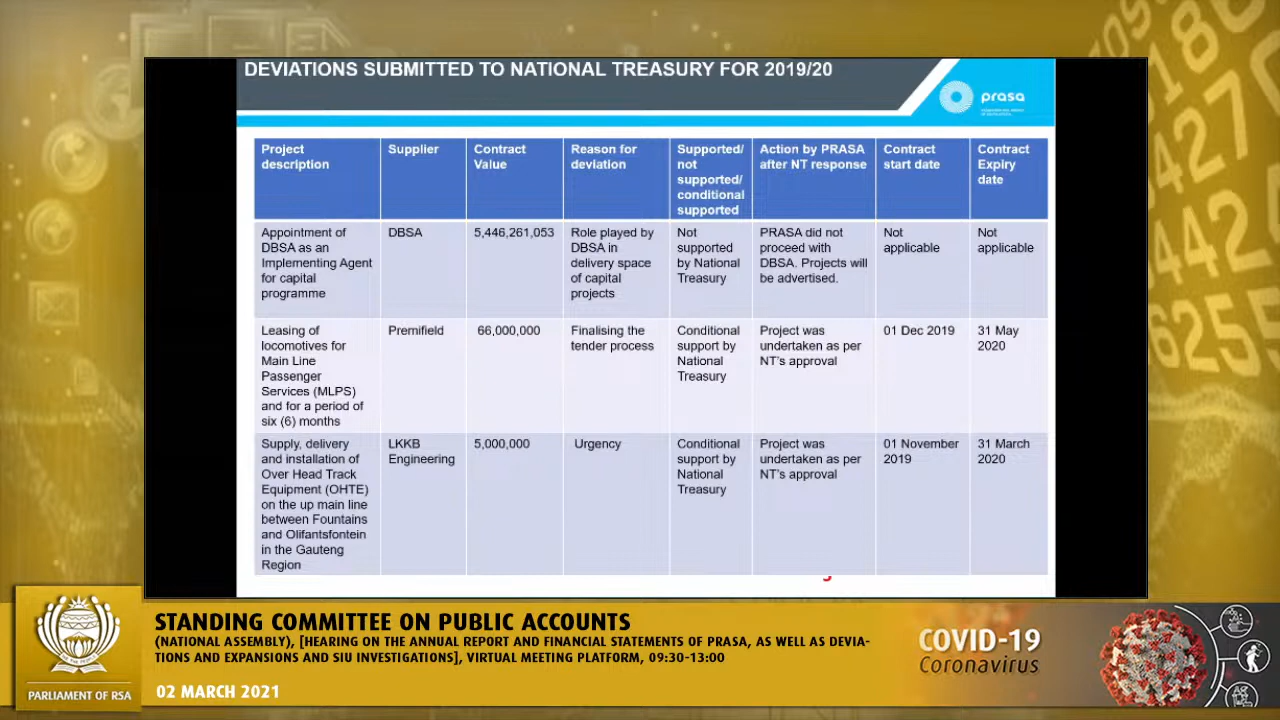 DEVIATIONS SUBMITTED TO NATIONAL TREASURY FOR 2019/20
prasa
Project
description
Supplier
Contract
Value
Reason for
deviation
Supported/
not
supported/
conditional
supported
Action by PRASA
after NT response
Contract
start date
Contract
Expiry
date
Appointment of
DBSA as an
Implementing Agent
for capital
programme
DBSA
5,446,261,053
Role played by
DBSA in
delivery space
of capital
projects
Not
supported
by National
Treasury
PRASA did not
proceed with
DBSA. Projects will
be advertised.
Not
applicable
Not
applicable
Leasing of
locomotives for
Main Line
Passenger
Services (MLPS)
and for a period of
six (6) months
Premifield
66,000,000
Finalising the
tender process
Conditional
support by
National
Treasury
Project was
undertaken as per
NT's approval
01 Dec 2019
31 May
2020
Supply, delivery
and installation of
Over Head Track
Equipment (OHTE)
on the up main line
between Fountains
and Olifantsfontein
in the Gauteng
Region
LKKB
Engineering
5,000,000
Urgency
Conditional
support by
National
Treasury
Project was
undertaken as per
NT's approval
01 November
2019
31 March
2020
STANDING COMMITTEE ON PUBLIC ACCOUNTS
(NATIONAL ASSEMBLY), [HEARING ON THE ANNUAL REPORT AND FINANCIAL STATEMENTS OF PRASA, AS WELL AS DEVIA-
TIONS AND EXPANSIONS AND SIU INVESTIGATIONS], VIRTUAL MEETING PLATFORM, 09:30-13:00
02 MARCH 2021
PARLIAMENT OF RSA
COVID-19
Coronavirus